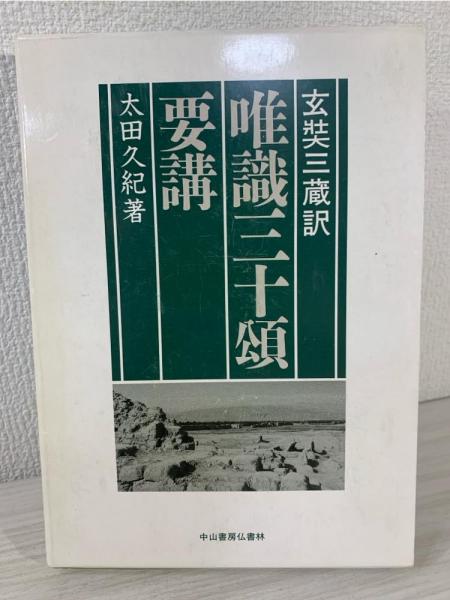 玄奘三蔵訳
唯識三十頌
要講
太田久紀著
中山書房仏書林